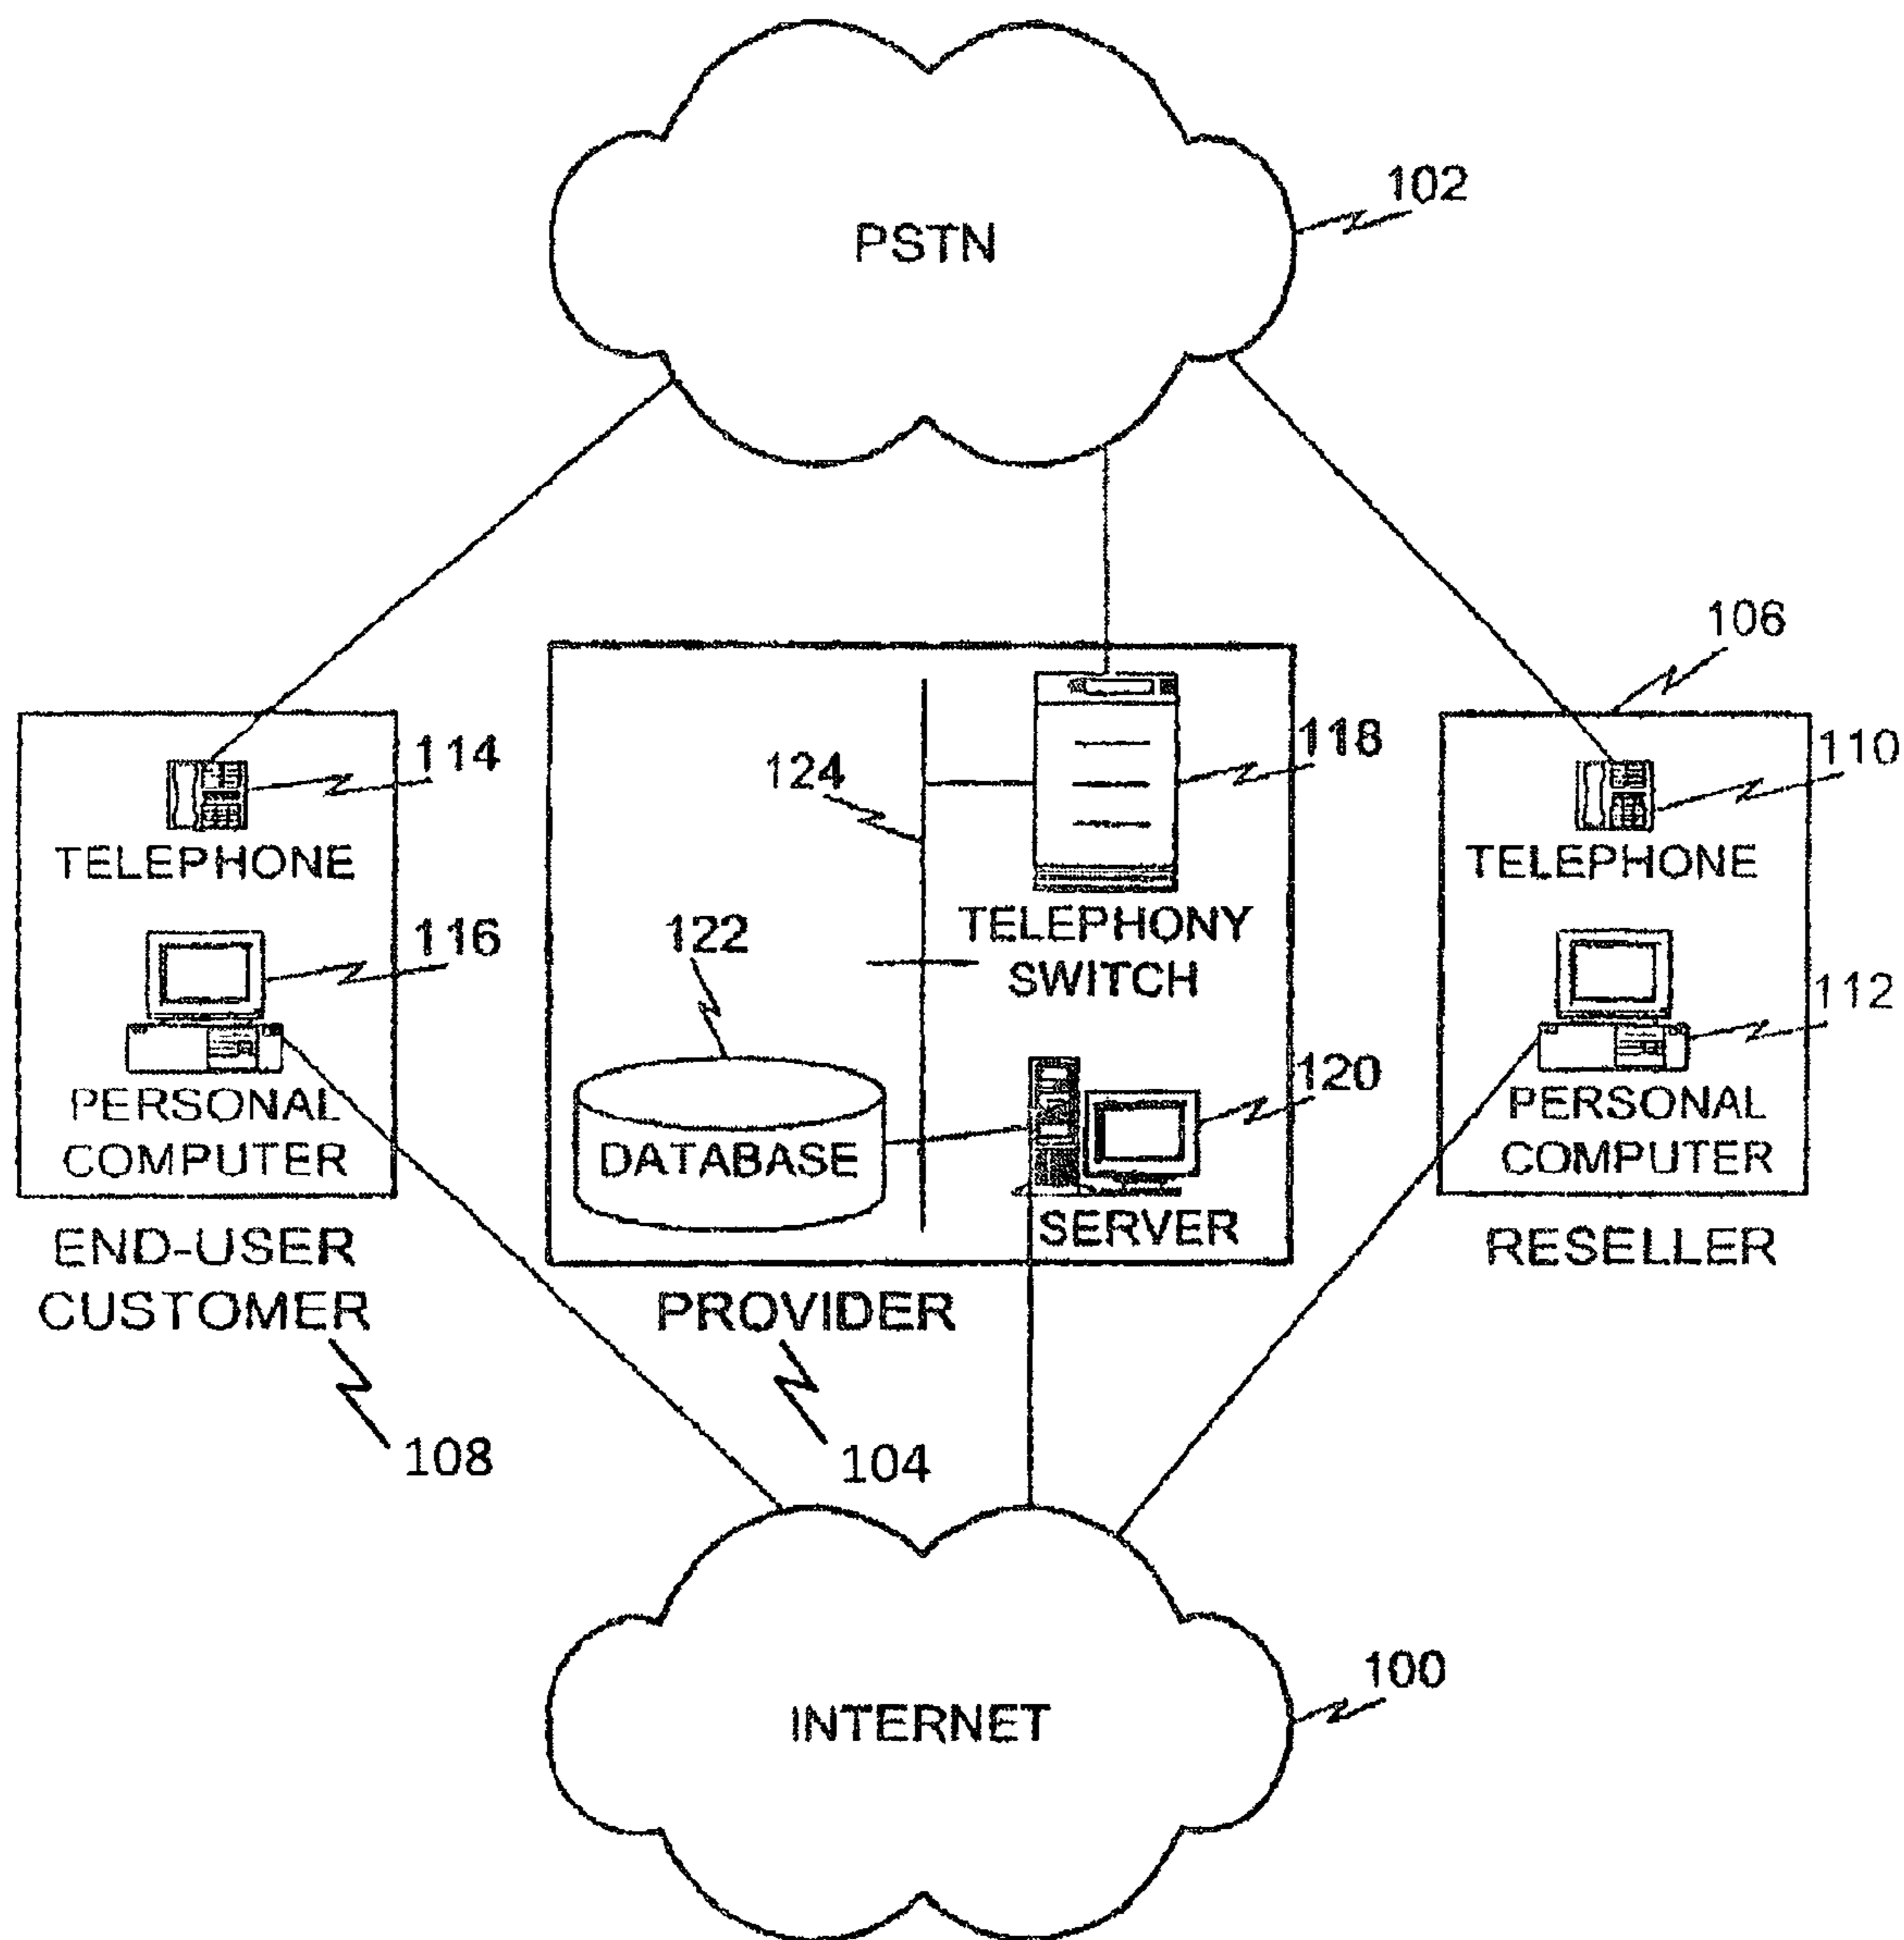 PSTN
102
106
114
TELEPHONE
116
PERSONAL
COMPUTER
END-USER
CUSTOMER
108
124
118
TELEPHONY
SWITCH
122
DATABASE
120
SERVER
PROVIDER
104
110
TELEPHONE
112
PERSONAL
COMPUTER
RESELLER
INTERNET
100